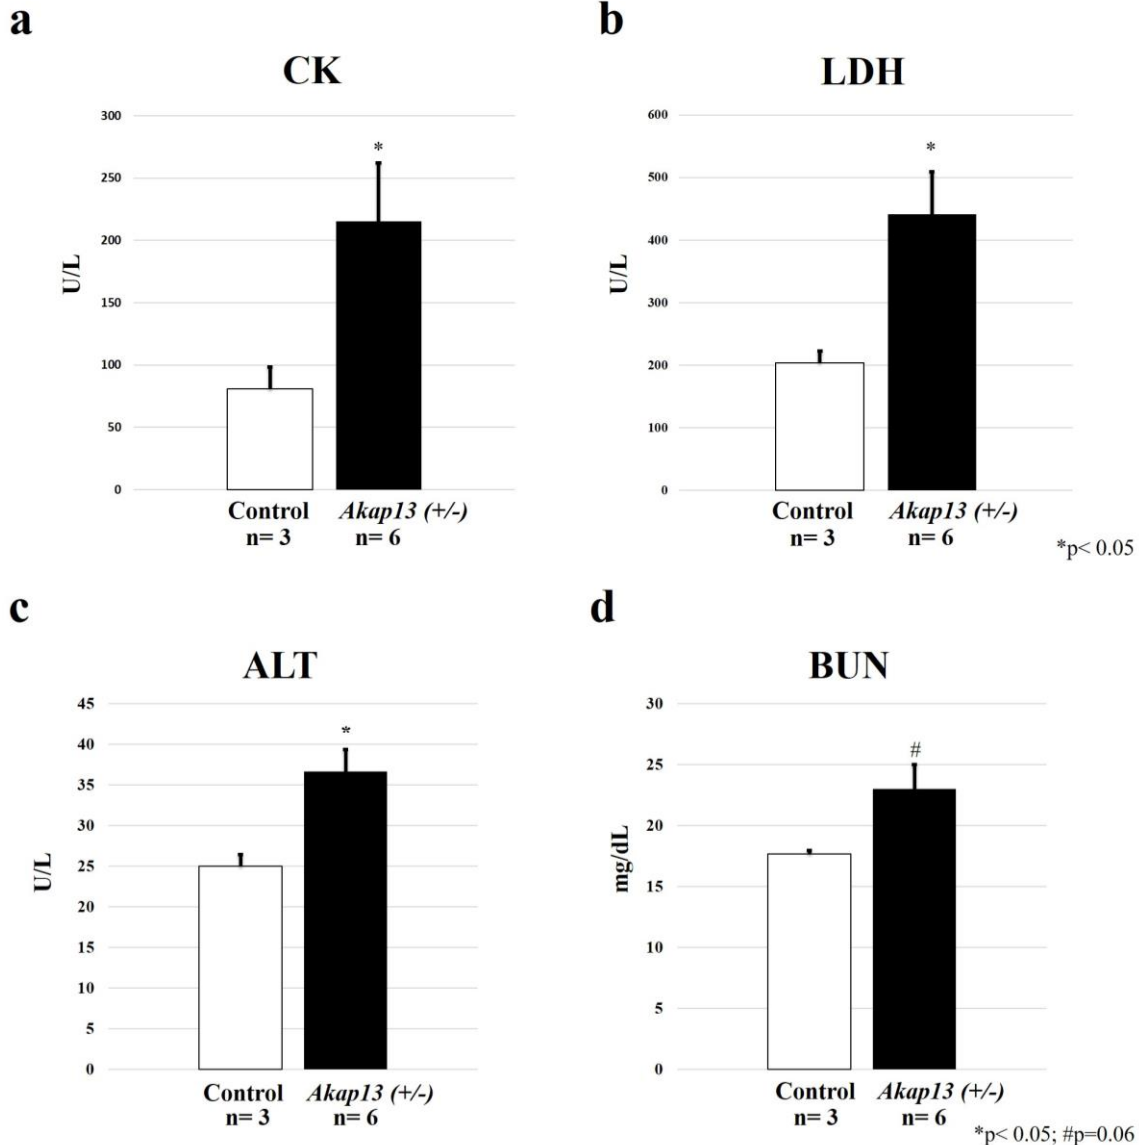 a
CK
300
250
200
150
100
50
0
U/L
*
Control
n= 3
Akap13 (+/-)
n= 6
b
LDH
600
500
400
300
200
100
0
U/L
*
Control
n= 3
Akap13 (+/-)
n= 6
*p< 0.05
c
ALT
45
40
35
30
25
20
15
10
5
0
U/L
*
Control
n= 3
Akap13 (+/-)
n= 6
d
BUN
30
25
20
15
10
5
0
mg/dL
#
Control
n= 3
Akap13 (+/-)
n= 6
*p< 0.05; #p=0.06